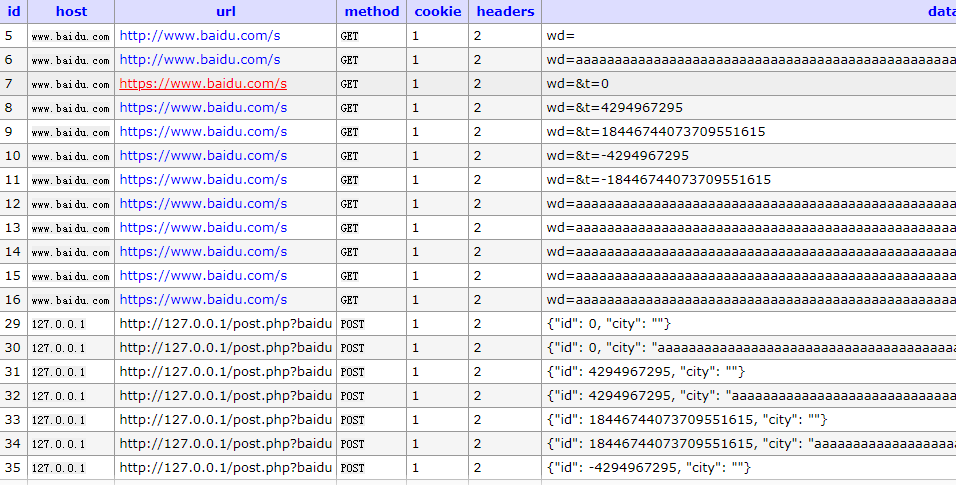 id host url method cookie headers data
5 www.baidu.com http://www.baidu.com/s GET 1 2 wd=
6 www.baidu.com http://www.baidu.com/s GET 1 2 wd=aaaaaaaaaaaaaaaaaaaaaaaaaaaaaaaaaaaaaaaaaaaaaaaaa
7 www.baidu.com https://www.baidu.com/s GET 1 2 wd=&t=0
8 www.baidu.com https://www.baidu.com/s GET 1 2 wd=&t=4294967295
9 www.baidu.com https://www.baidu.com/s GET 1 2 wd=&t=18446744073709551615
10 www.baidu.com https://www.baidu.com/s GET 1 2 wd=&t=-4294967295
11 www.baidu.com https://www.baidu.com/s GET 1 2 wd=&t=-18446744073709551615
12 www.baidu.com https://www.baidu.com/s GET 1 2 wd=aaaaaaaaaaaaaaaaaaaaaaaaaaaaaaaaaaaaaaaaaaaaaaaaa
13 www.baidu.com https://www.baidu.com/s GET 1 2 wd=aaaaaaaaaaaaaaaaaaaaaaaaaaaaaaaaaaaaaaaaaaaaaaaaa
14 www.baidu.com https://www.baidu.com/s GET 1 2 wd=aaaaaaaaaaaaaaaaaaaaaaaaaaaaaaaaaaaaaaaaaaaaaaaaa
15 www.baidu.com https://www.baidu.com/s GET 1 2 wd=aaaaaaaaaaaaaaaaaaaaaaaaaaaaaaaaaaaaaaaaaaaaaaaaa
16 www.baidu.com https://www.baidu.com/s GET 1 2 wd=aaaaaaaaaaaaaaaaaaaaaaaaaaaaaaaaaaaaaaaaaaaaaaaaa
29 127.0.0.1 http://127.0.0.1/post.php?baidu POST 1 2 {"id": 0, "city": ""}
30 127.0.0.1 http://127.0.0.1/post.php?baidu POST 1 2 {"id": 0, "city": "aaaaaaaaaaaaaaaaaaaaaaaaaaaaaaaaaaaaaaa
31 127.0.0.1 http://127.0.0.1/post.php?baidu POST 1 2 {"id": 4294967295, "city": ""}
32 127.0.0.1 http://127.0.0.1/post.php?baidu POST 1 2 {"id": 4294967295, "city": "aaaaaaaaaaaaaaaaaaaaaaaaaaaaa
33 127.0.0.1 http://127.0.0.1/post.php?baidu POST 1 2 {"id": 18446744073709551615, "city": ""}
34 127.0.0.1 http://127.0.0.1/post.php?baidu POST 1 2 {"id": 18446744073709551615, "city": "aaaaaaaaaaaaaaaaaaa
35 127.0.0.1 http://127.0.0.1/post.php?baidu POST 1 2 {"id": -4294967295, "city": ""}